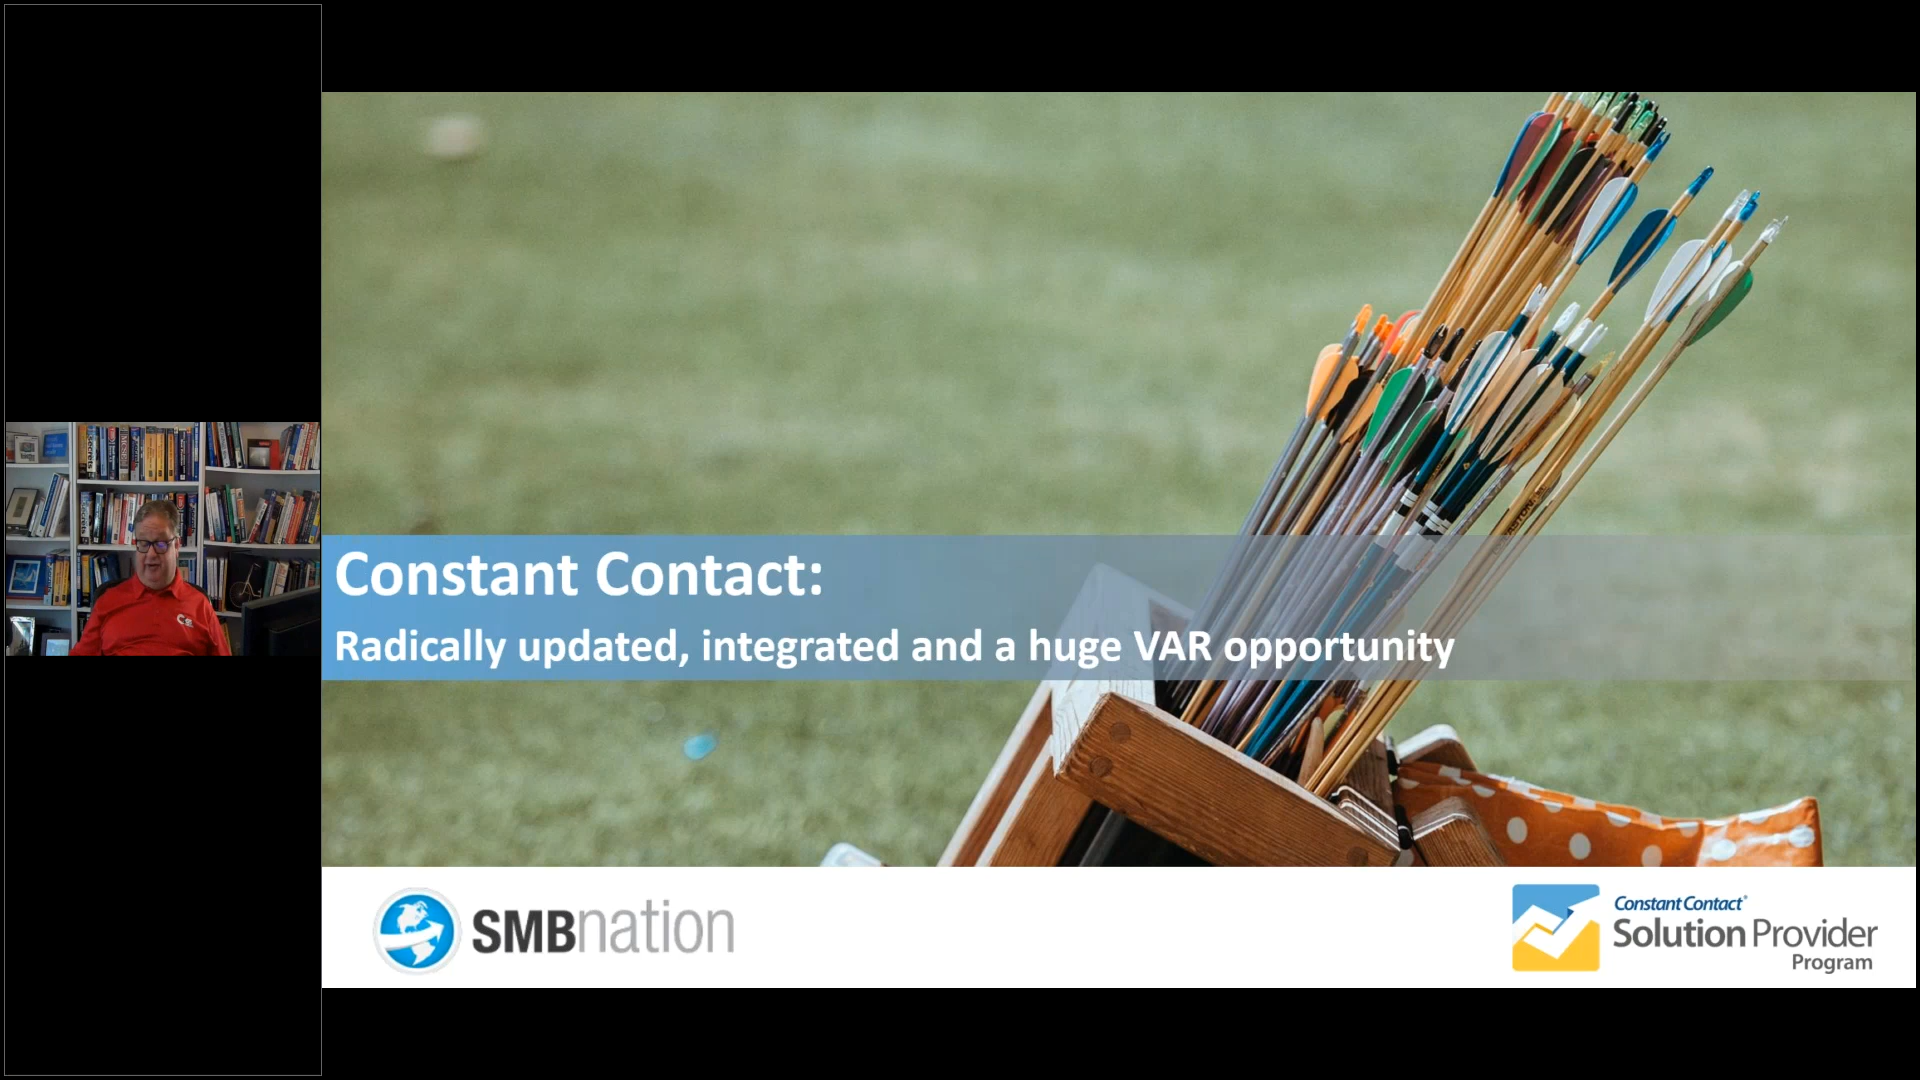 Constant Contact:
Radically updated, integrated and a huge VAR opportunity
SMBnation
Constant Contact®
Solution Provider
Program